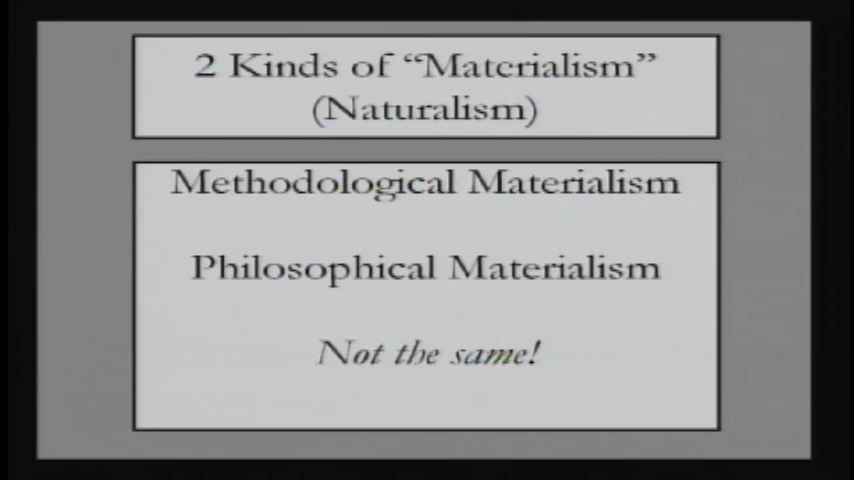 2 Kinds of “Materialism”
(Naturalism)
Methodological Materialism
Philosophical Materialism
Not the same!